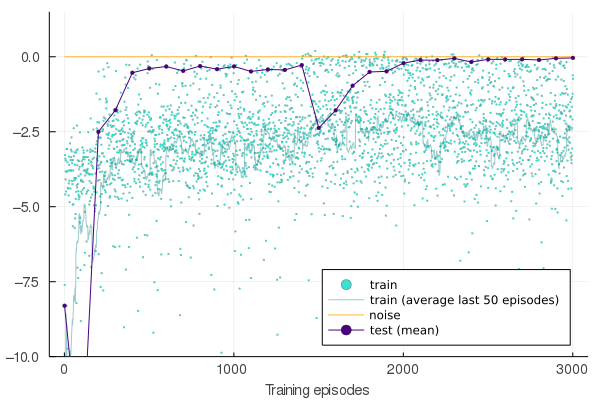 0.0
−2.5
−5.0
−7.5
−10.0
train
train (average last 50 episodes)
noise
test (mean)
0
1000
2000
3000
Training episodes